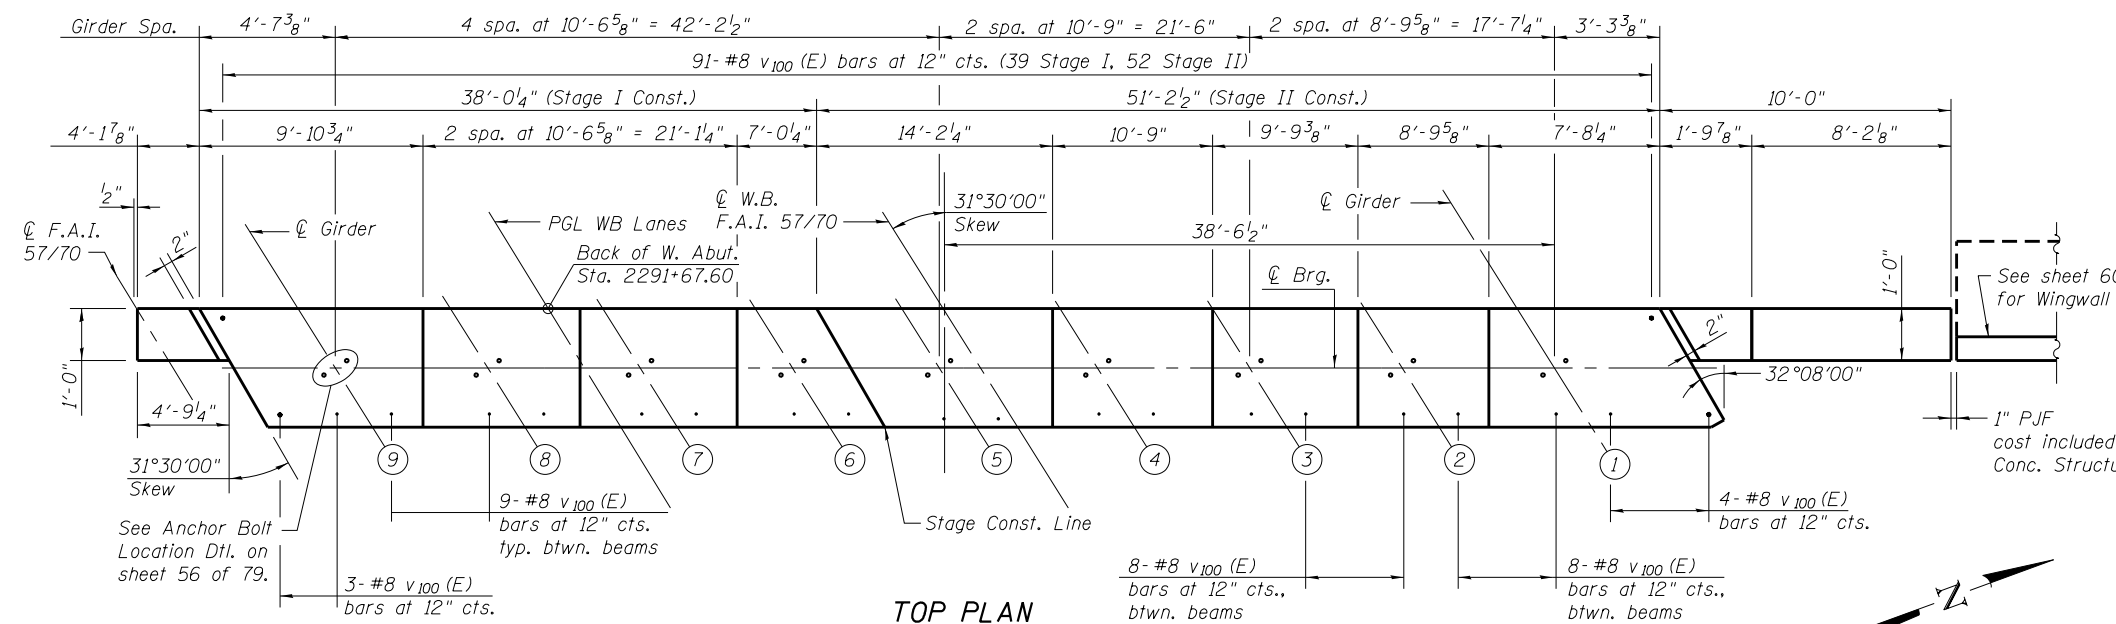 Girder Spa.
4'-7 3/8"
4 spa. at 10'-6 5/8" = 42'-2 1/2"
2 spa. at 10'-9" = 21'-6"
2 spa. at 8'-9 5/8" = 17'-7 1/4"
3'-3 3/8"
91- #8 v100 (E) bars at 12" cts. (39 Stage I, 52 Stage II)
38'-0 1/4" (Stage I Const.)
51'-2 1/2" (Stage II Const.)
10'-0"
4'-1 7/8"
9'-10 3/4"
2 spa. at 10'-6 5/8" = 21'-1 1/4"
7'-0 1/4"
14'-2 1/4"
10'-9"
9'-9 3/8"
8'-9 5/8"
7'-8 1/4"
1'-9 7/8"
8'-2 1/8"
1/2"
℄ F.A.I.
57/70
2"
℄ Girder
PGL WB Lanes
℄ W.B.
F.A.I. 57/70
31°30'00"
Skew
℄ Girder
38'-6 1/2"
Back of W. Abut.
Sta. 2291+67.60
℄ Brg.
1'-0"
See sheet 60
for Wingwall
1'-0"
2"
32°08'00"
4'-9 1/4"
31°30'00"
Skew
9
8
7
6
5
4
3
2
1
1" PJF
cost included
Conc. Structu
See Anchor Bolt
Location Dtl. on
sheet 56 of 79.
9- #8 v100 (E)
bars at 12" cts.
typ. btwn. beams
Stage Const. Line
4- #8 v100 (E)
bars at 12" cts.
3- #8 v100 (E)
bars at 12" cts.
8- #8 v100 (E)
bars at 12" cts.,
btwn. beams
8- #8 v100 (E)
bars at 12" cts.,
btwn. beams
TOP PLAN
N